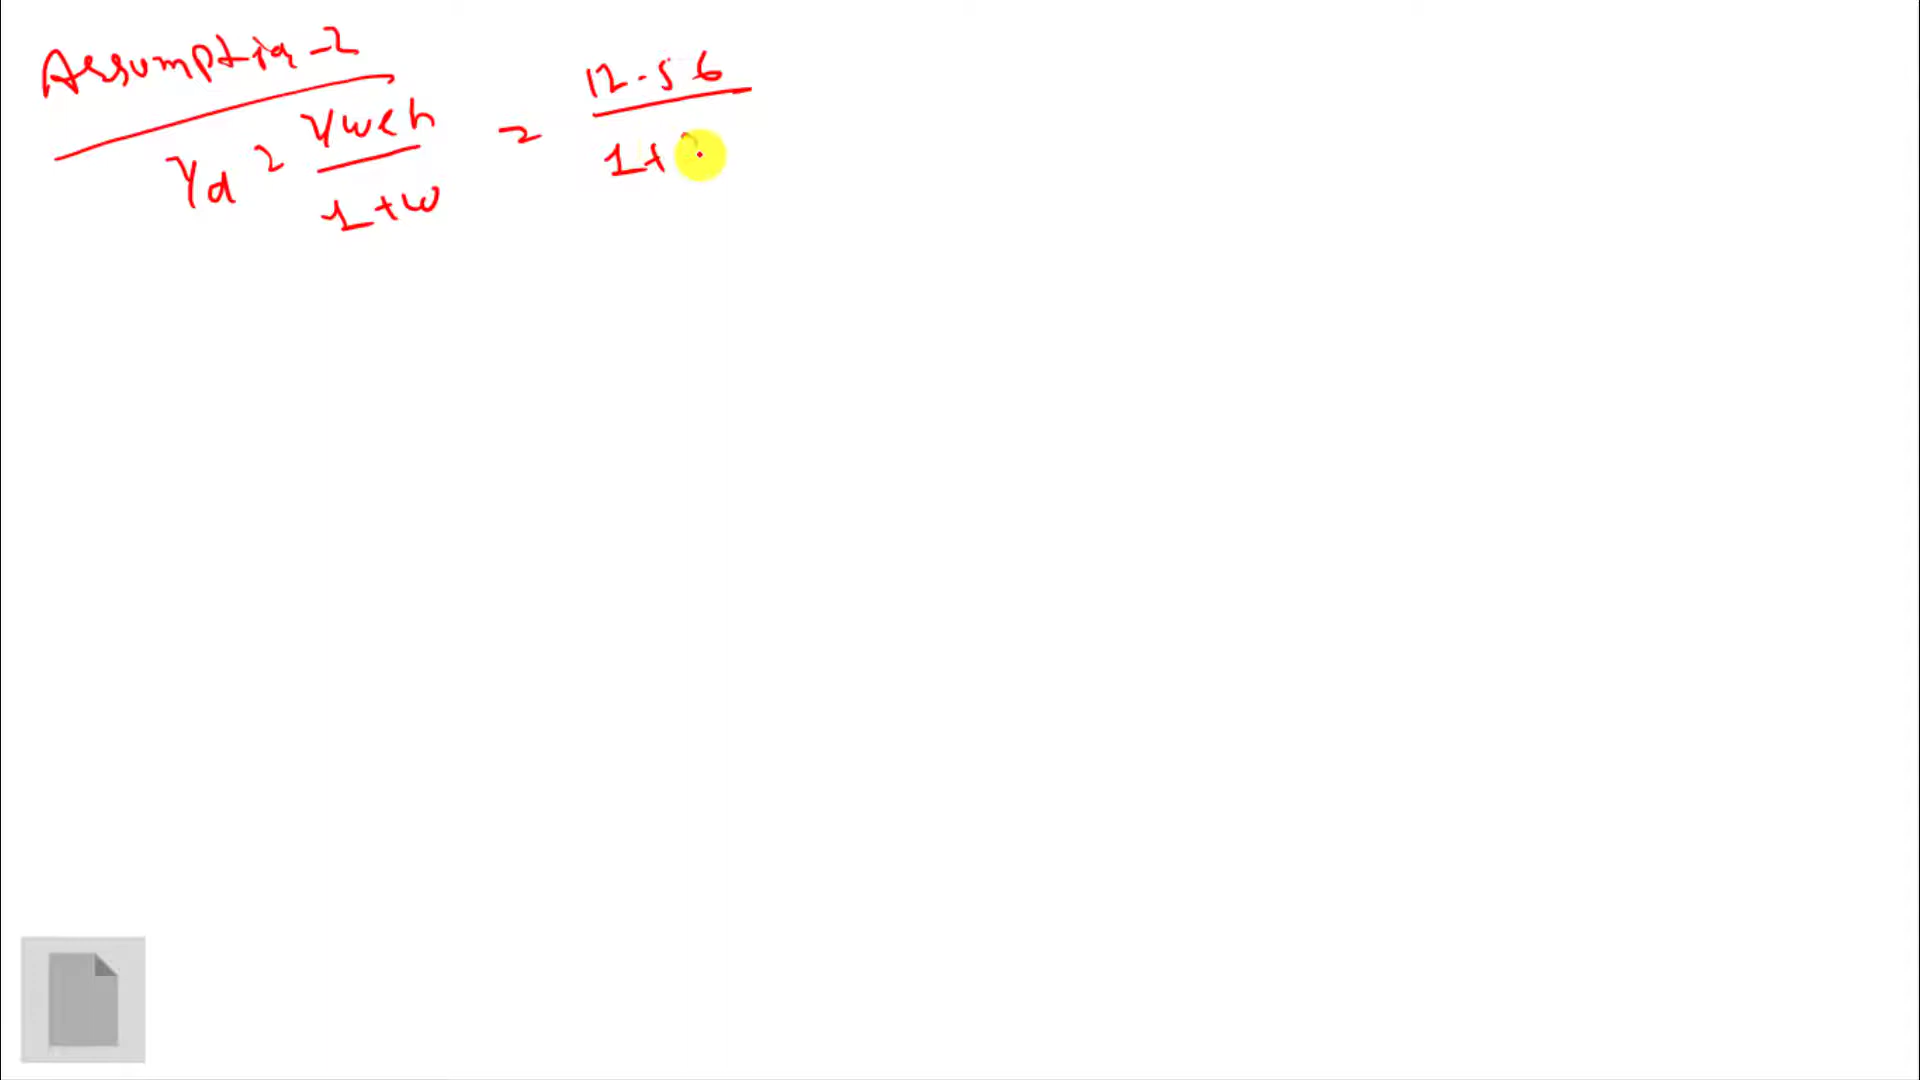 Assumption-2
γd = γwet / 1+w = 12.56 / 1+